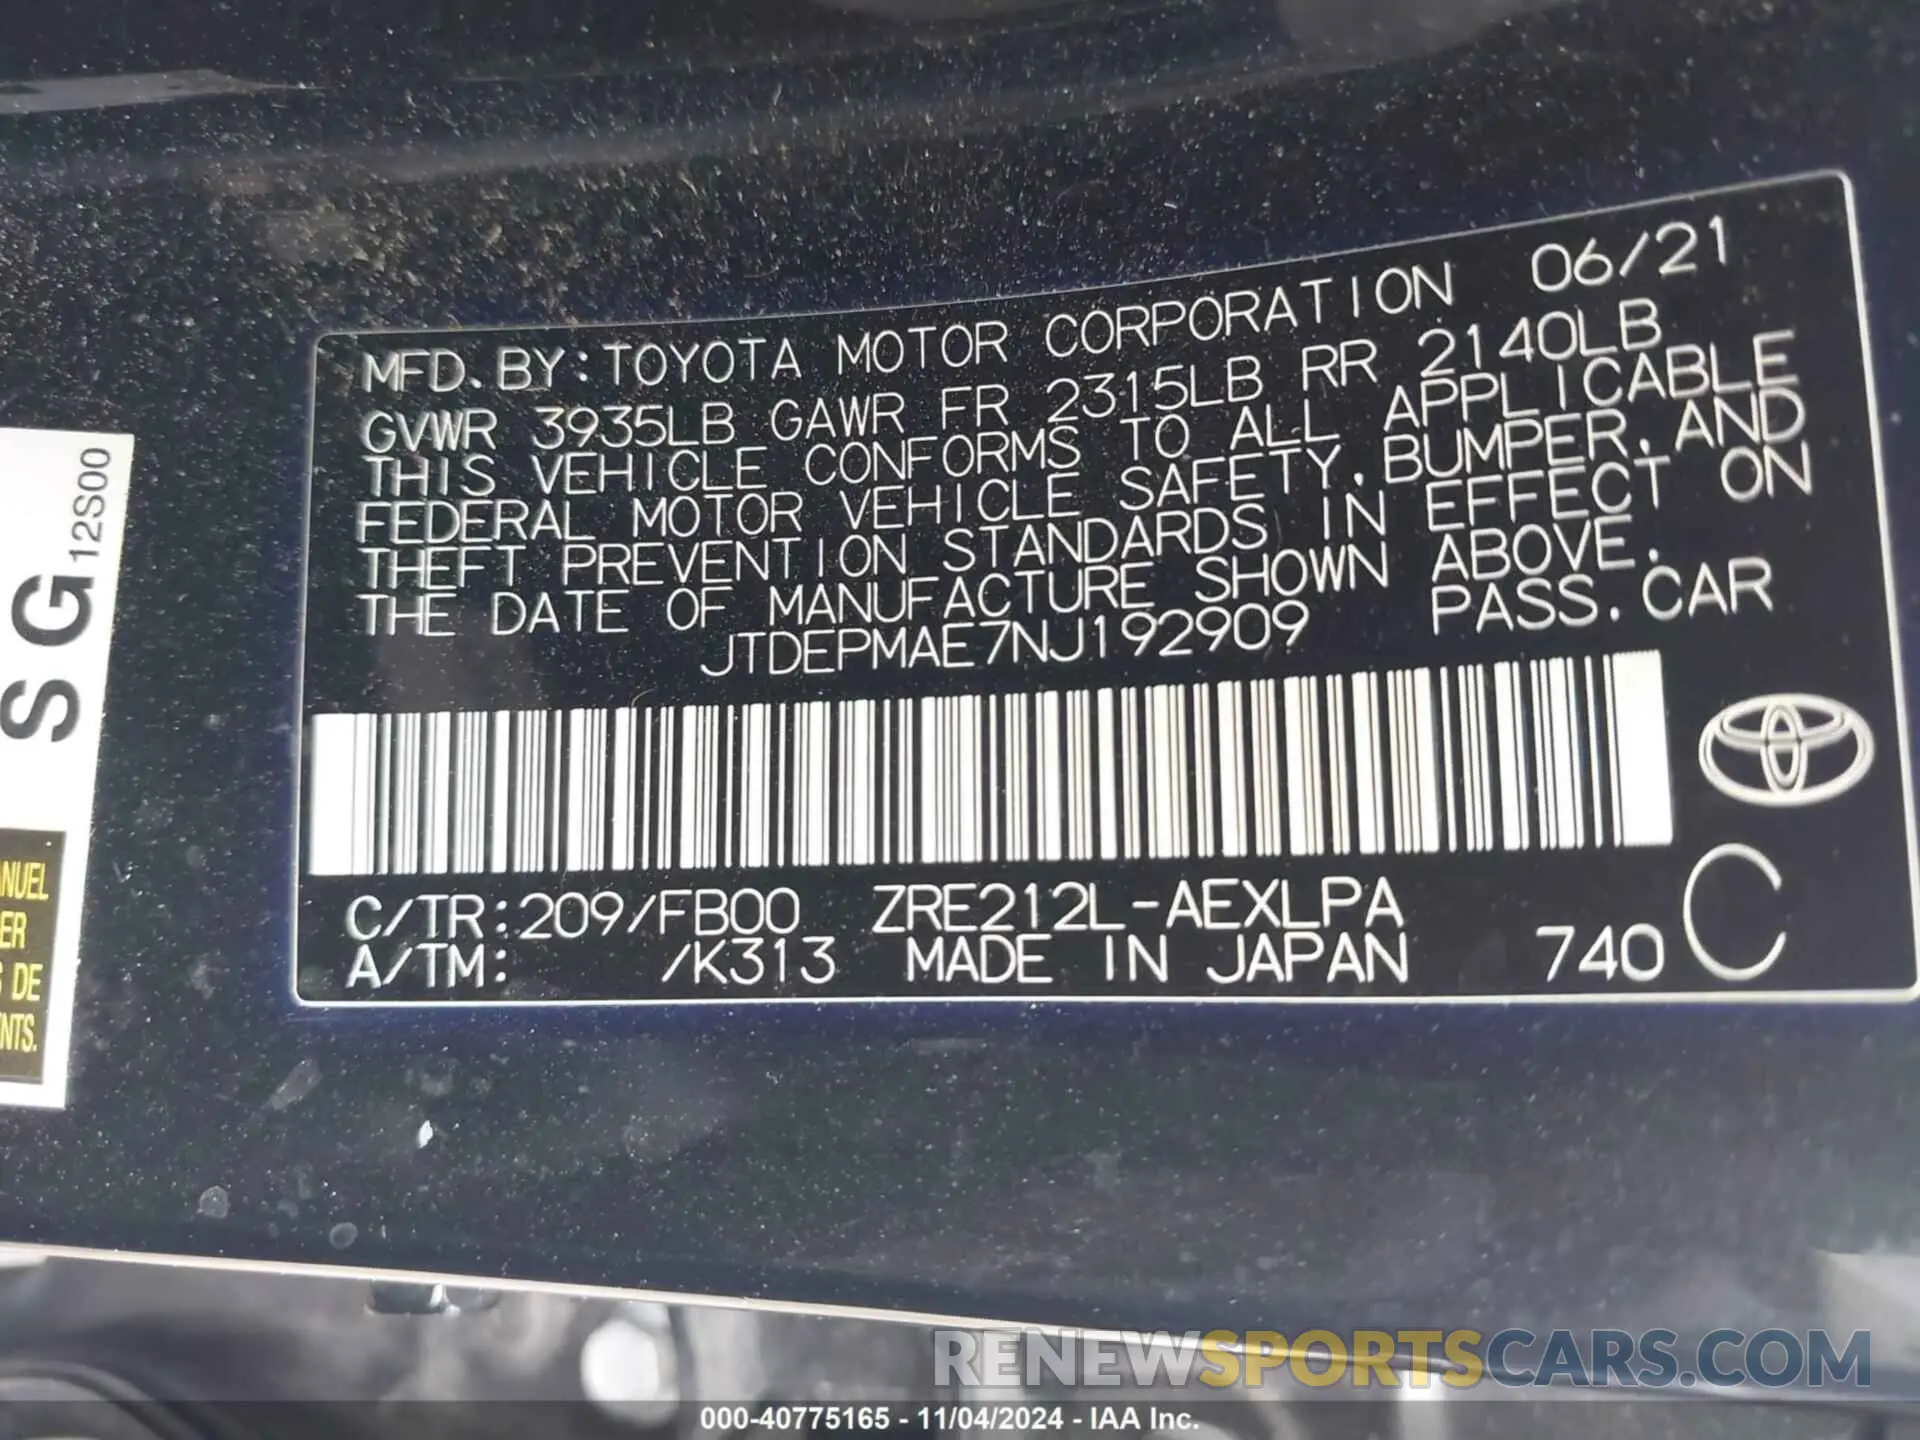 MFD. BY: TOYOTA MOTOR CORPORATION 06/21
GVWR 3935LB GAWR FR 2315LB RR 2140LB
THIS VEHICLE CONFORMS TO ALL APPLICABLE
FEDERAL MOTOR VEHICLE SAFETY, BUMPER, AND
THEFT PREVENTION STANDARDS IN EFFECT ON
THE DATE OF MANUFACTURE SHOWN ABOVE.
JTDEPMAE7NJ192909 PASS. CAR
C/TR: 209/FB00 ZRE212L-AEXLPA
A/TM: /K313 MADE IN JAPAN 740 C
S G 12S00
ANUEL
ER
S DE
NTS.
RENEWSPORTSCARS.COM
000-40775165 - 11/04/2024 - IAA Inc.